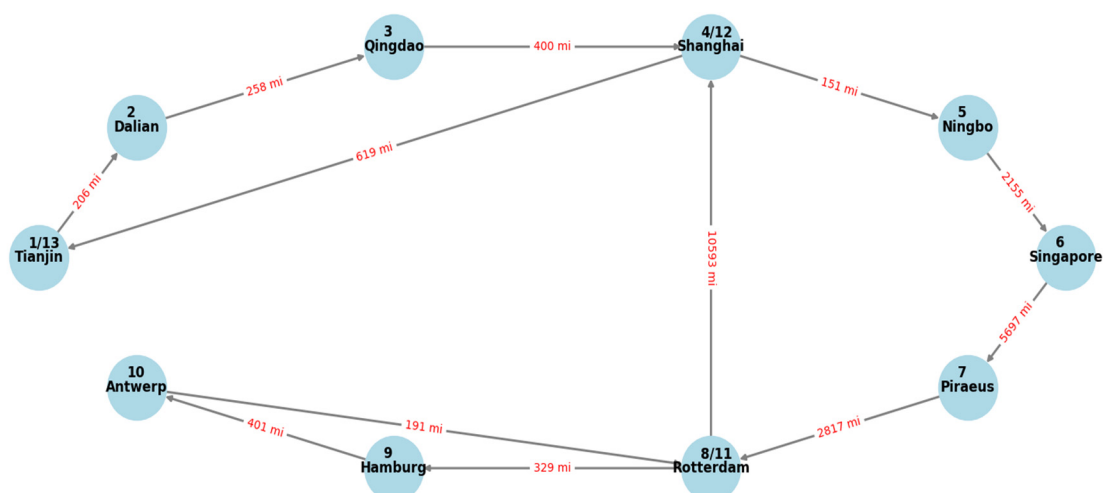 3
Qingdao
400 mi
4/12
Shanghai
258 mi
151 mi
2
Dalian
5
Ningbo
619 mi
206 mi
2155 mi
1/13
Tianjin
10593 mi
6
Singapore
5697 mi
10
Antwerp
7
Piraeus
191 mi
401 mi
2817 mi
9
Hamburg
329 mi
8/11
Rotterdam